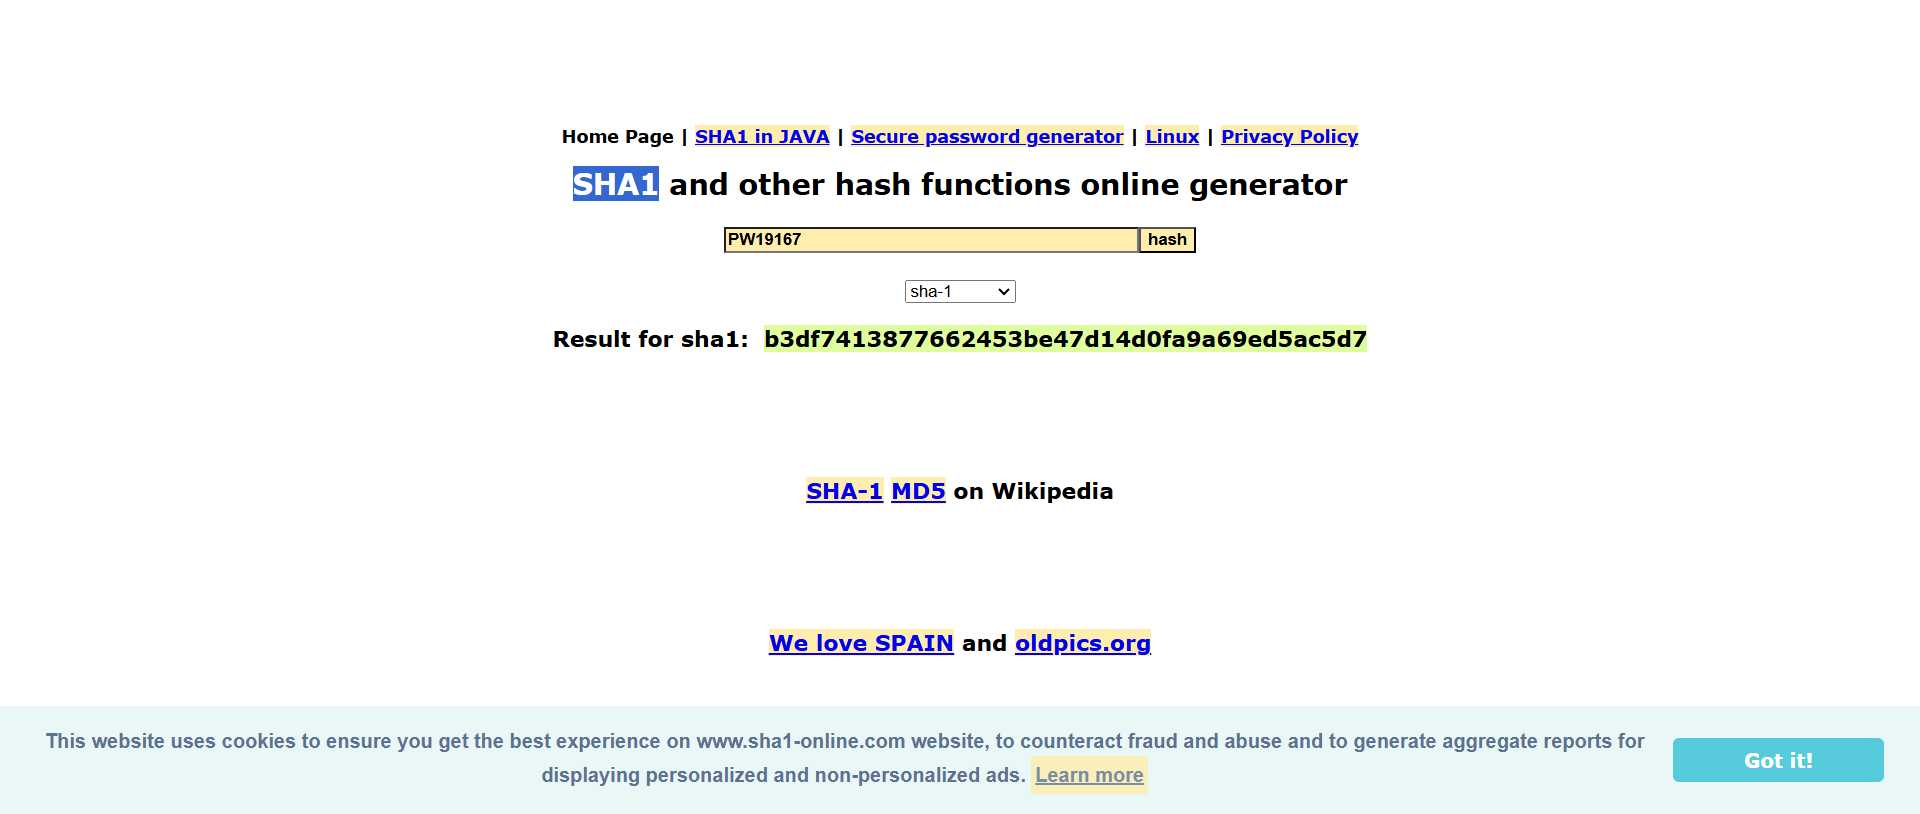 Home Page | SHA1 in JAVA | Secure password generator | Linux | Privacy Policy
SHA1 and other hash functions online generator
PW19167 hash
sha-1
Result for sha1: b3df7413877662453be47d14d0fa9a69ed5ac5d7
SHA-1 MD5 on Wikipedia
We love SPAIN and oldpics.org
This website uses cookies to ensure you get the best experience on www.sha1-online.com website, to counteract fraud and abuse and to generate aggregate reports for
displaying personalized and non-personalized ads. Learn more
Got it!